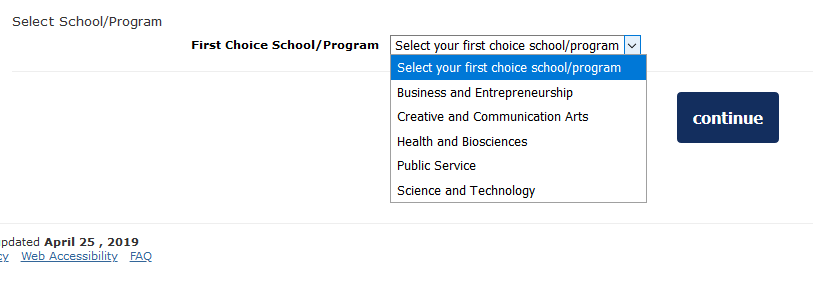 Select School/Program
First Choice School/Program Select your first choice school/program
Select your first choice school/program
Business and Entrepreneurship
Creative and Communication Arts
continue
Health and Biosciences
Public Service
Science and Technology
April 25 , 2019
Web Accessibility FAQ